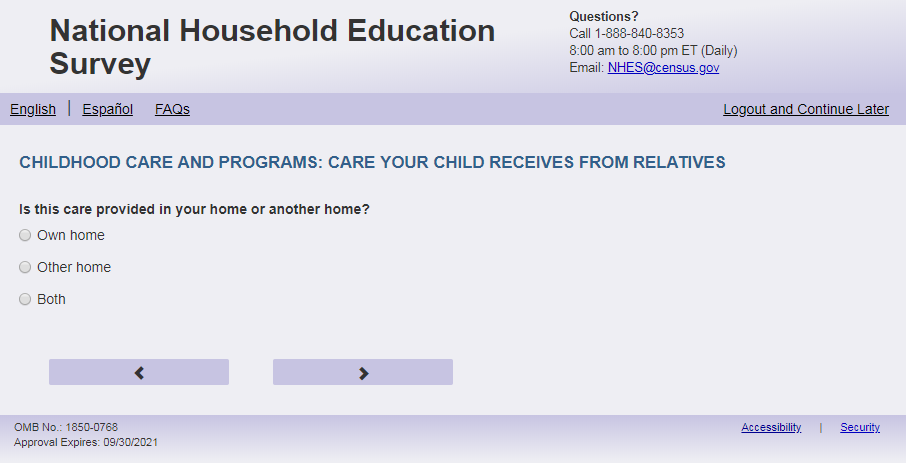 National Household Education
Survey
Questions?
Call 1-888-840-8353
8:00 am to 8:00 pm ET (Daily)
Email: NHES@census.gov
English | Español FAQs Logout and Continue Later
CHILDHOOD CARE AND PROGRAMS: CARE YOUR CHILD RECEIVES FROM RELATIVES
Is this care provided in your home or another home?
Own home
Other home
Both
OMB No.: 1850-0768
Approval Expires: 09/30/2021
Accessibility | Security